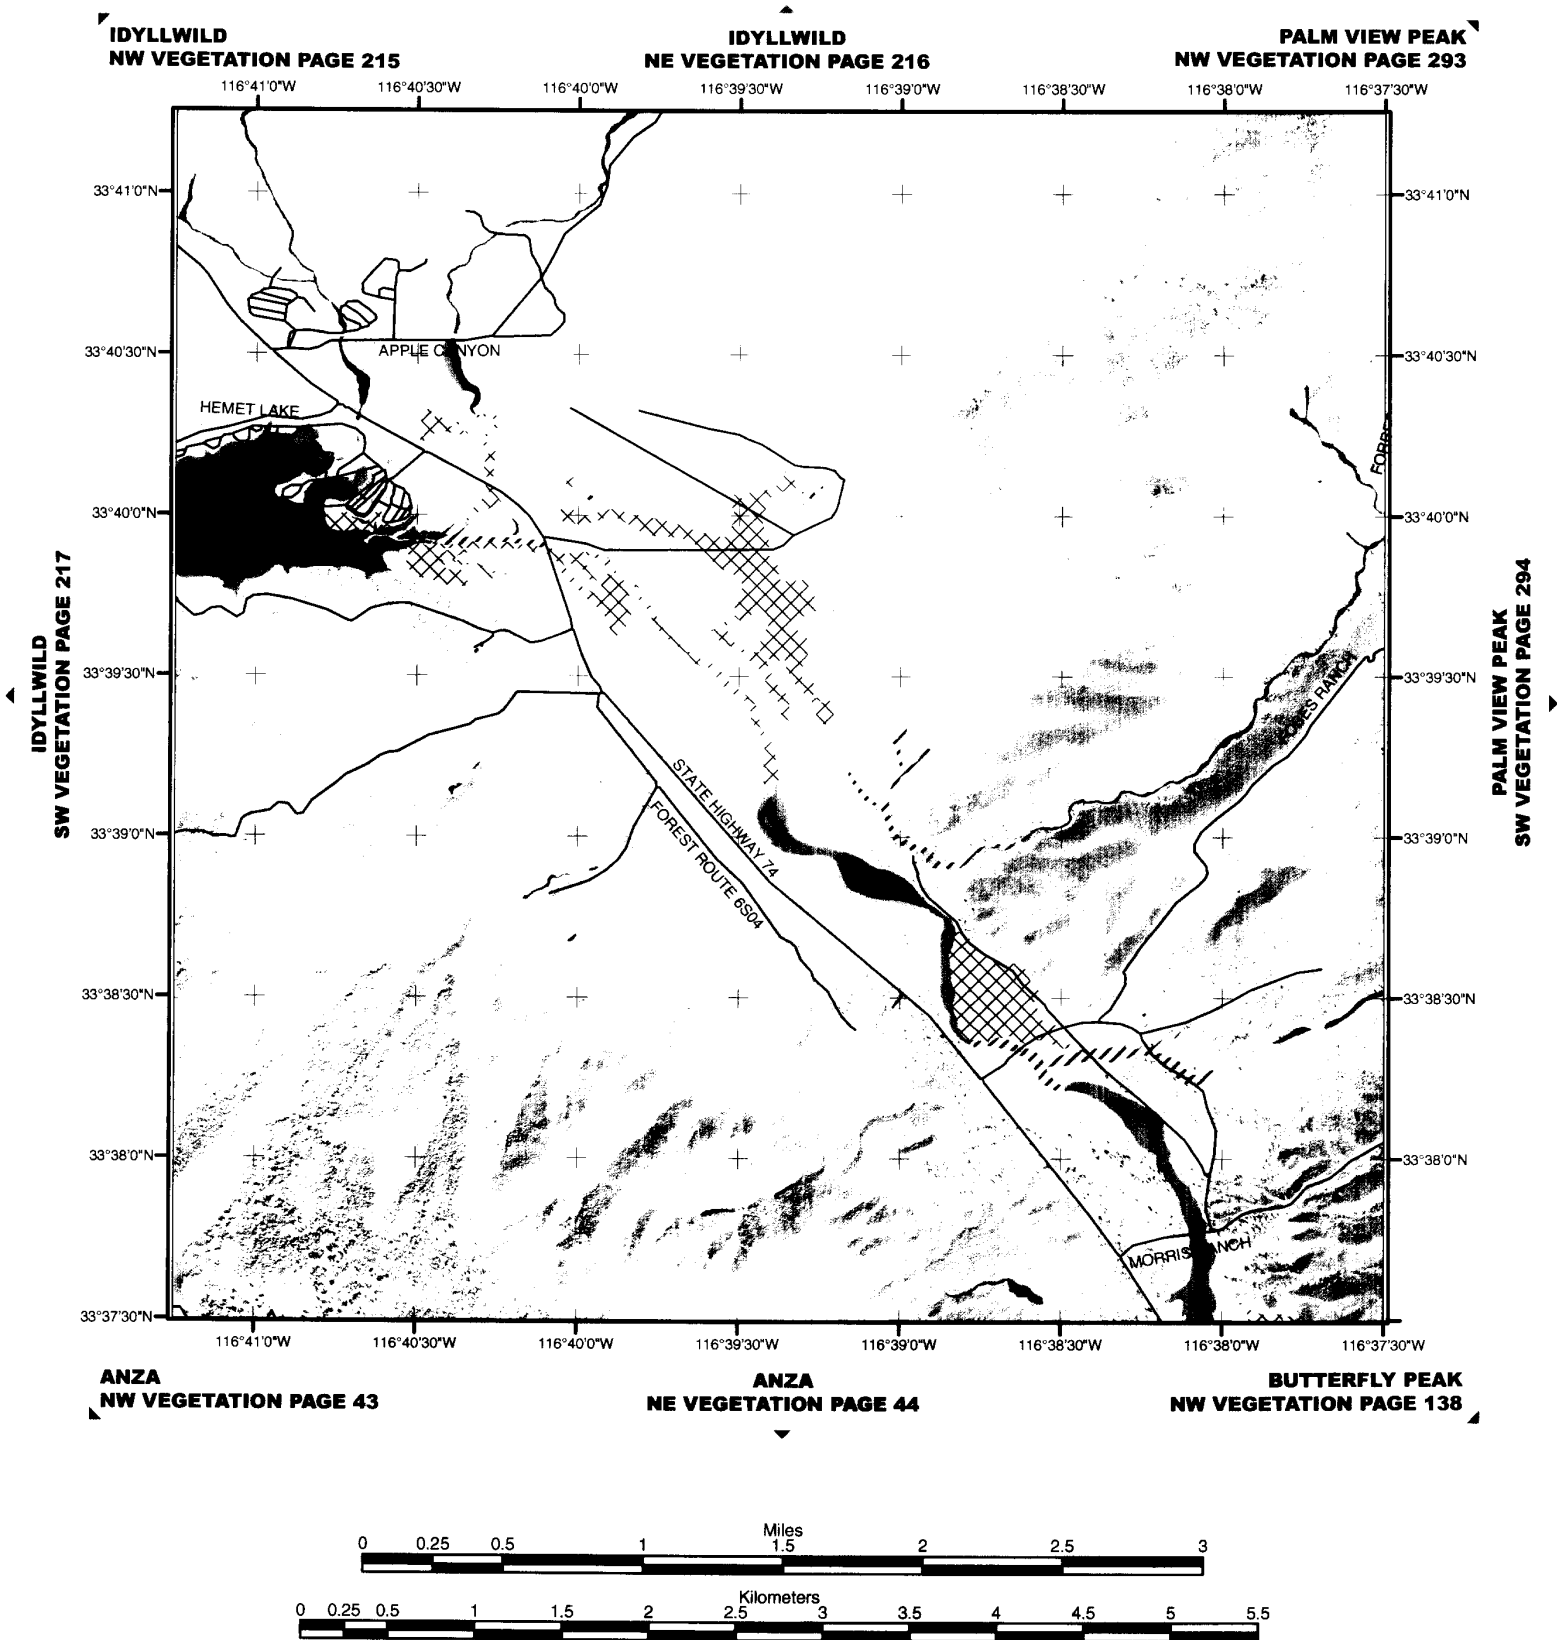 IDYLLWILD
NW VEGETATION PAGE 215
IDYLLWILD
NE VEGETATION PAGE 216
PALM VIEW PEAK
NW VEGETATION PAGE 293
116°41'0"W
116°40'30"W
116°40'0"W
116°39'30"W
116°39'0"W
116°38'30"W
116°38'0"W
116°37'30"W
33°41'0"N
33°41'0"N
33°40'30"N
APPLE CANYON
33°40'30"N
HEMET LAKE
33°40'0"N
33°40'0"N
IDYLLWILD
SW VEGETATION PAGE 217
PALM VIEW PEAK
SW VEGETATION PAGE 294
33°39'30"N
33°39'30"N
STATE HIGHWAY 74
FOREST ROUTE 6S04
33°39'0"N
33°39'0"N
33°38'30"N
33°38'30"N
33°38'0"N
33°38'0"N
33°37'30"N
116°41'0"W
116°40'30"W
116°40'0"W
116°39'30"W
116°39'0"W
116°38'30"W
116°38'0"W
116°37'30"W
ANZA
NW VEGETATION PAGE 43
ANZA
NE VEGETATION PAGE 44
BUTTERFLY PEAK
NW VEGETATION PAGE 138
Miles
0 0.25 0.5 1 1.5 2 2.5 3
Kilometers
0 0.25 0.5 1 1.5 2 2.5 3 3.5 4 4.5 5 5.5